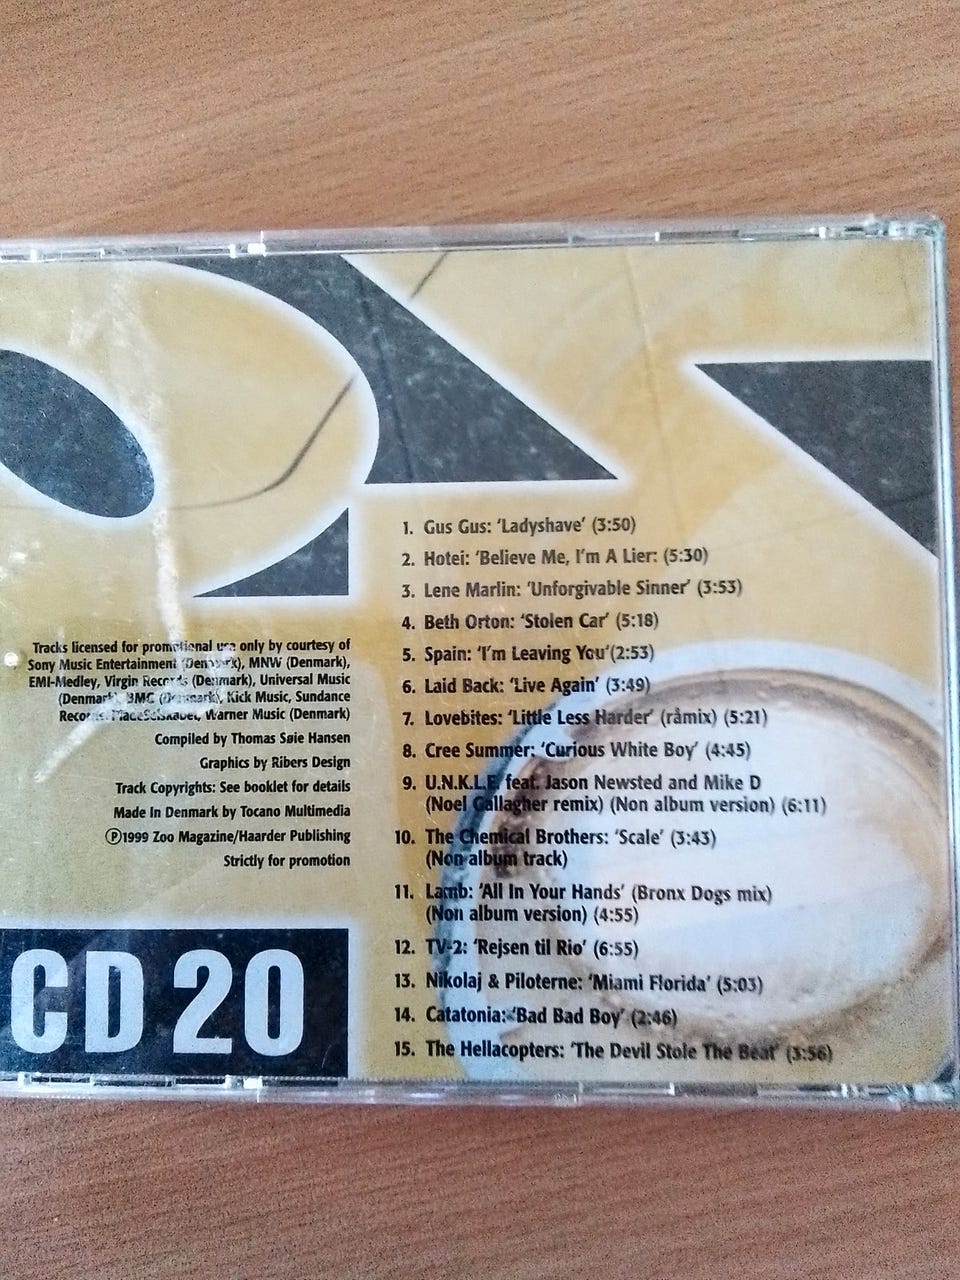 1. Gus Gus: ‘Ladyshave’ (3:50)
2. Hotei: ‘Believe Me, I’m A Lier: (5:30)
3. Lene Marlin: ‘Unforgivable Sinner’ (3:53)
4. Beth Orton: ‘Stolen Car’ (5:18)
5. Spain: ‘I’m Leaving You’(2:53)
6. Laid Back: ‘Live Again’ (3:49)
7. Lovebites: ‘Little Less Harder’ (råmix) (5:21)
8. Cree Summer: ‘Curious White Boy’ (4:45)
9. U.N.K.L.E. feat. Jason Newsted and Mike D
(Noel Gallagher remix) (Non album version) (6:11)
10. The Chemical Brothers: ‘Scale’ (3:43)
(Non album track)
11. Lamb: ‘All In Your Hands’ (Bronx Dogs mix)
(Non album version) (4:55)
12. TV-2: ‘Rejsen til Rio’ (6:55)
13. Nikolaj & Piloterne: ‘Miami Florida’ (5:03)
14. Catatonia: ‘Bad Bad Boy’ (2:46)
15. The Hellacopters: ‘The Devil Stole The Beat’ (3:56)
Tracks licensed for promotional use only by courtesy of
Sony Music Entertainment (Denmark), MNW (Denmark),
EMI-Medley, Virgin Records (Denmark), Universal Music
(Denmark), BMG (Denmark), Kick Music, Sundance
Records, Pladeselskabet, Warner Music (Denmark)
Compiled by Thomas Søie Hansen
Graphics by Ribers Design
Track Copyrights: See booklet for details
Made In Denmark by Tocano Multimedia
Ⓟ1999 Zoo Magazine/Haarder Publishing
Strictly for promotion
CD 20